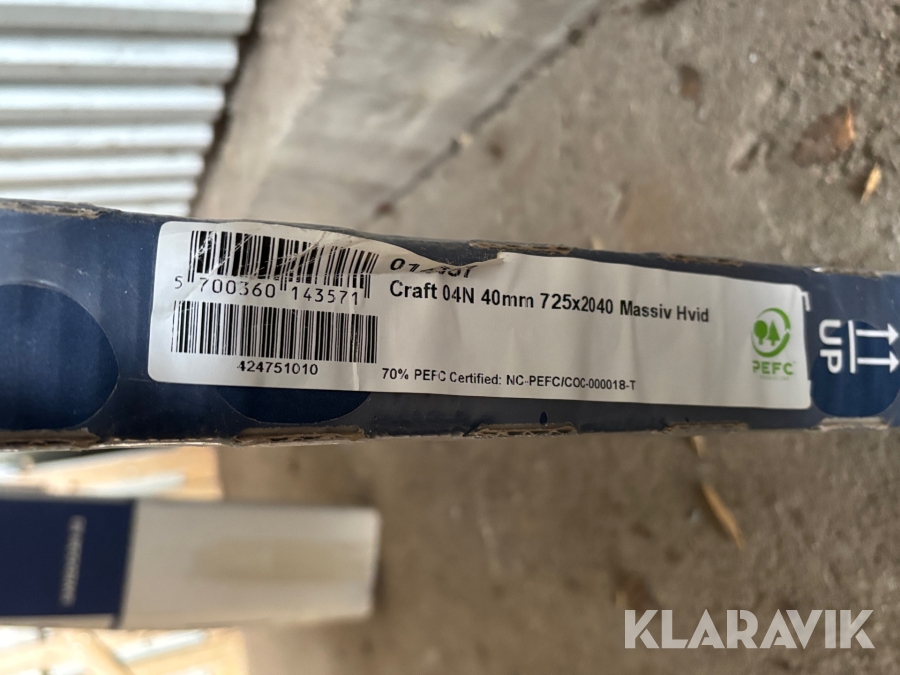 5 700360 143571
Craft 04N 40mm 725x2040 Massiv Hvid
424751010
70% PEFC Certified: NC-PEFC/COC-000018-T
PEFC
UP
KLARAVIK